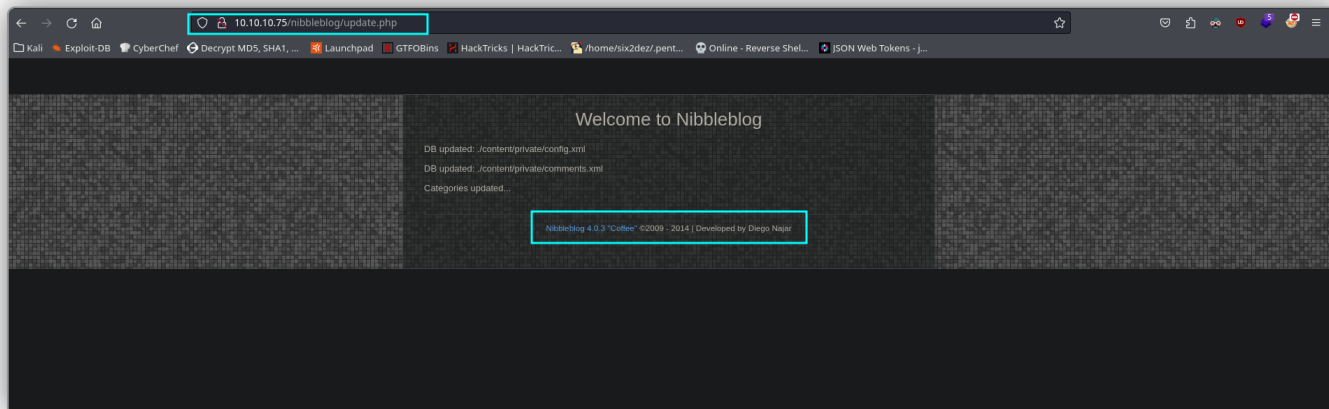 10.10.10.75/nibbleblog/update.php
Kali Exploit-DB CyberChef Decrypt MD5, SHA1, ... Launchpad GTFOBins HackTricks | HackTric... /home/six2dez/.pent... Online - Reverse Shel... JSON Web Tokens - j...
Welcome to Nibbleblog
DB updated: ./content/private/config.xml
DB updated: ./content/private/comments.xml
Categories updated...
Nibbleblog 4.0.3 "Coffee" ©2009 - 2014 | Developed by Diego Najar